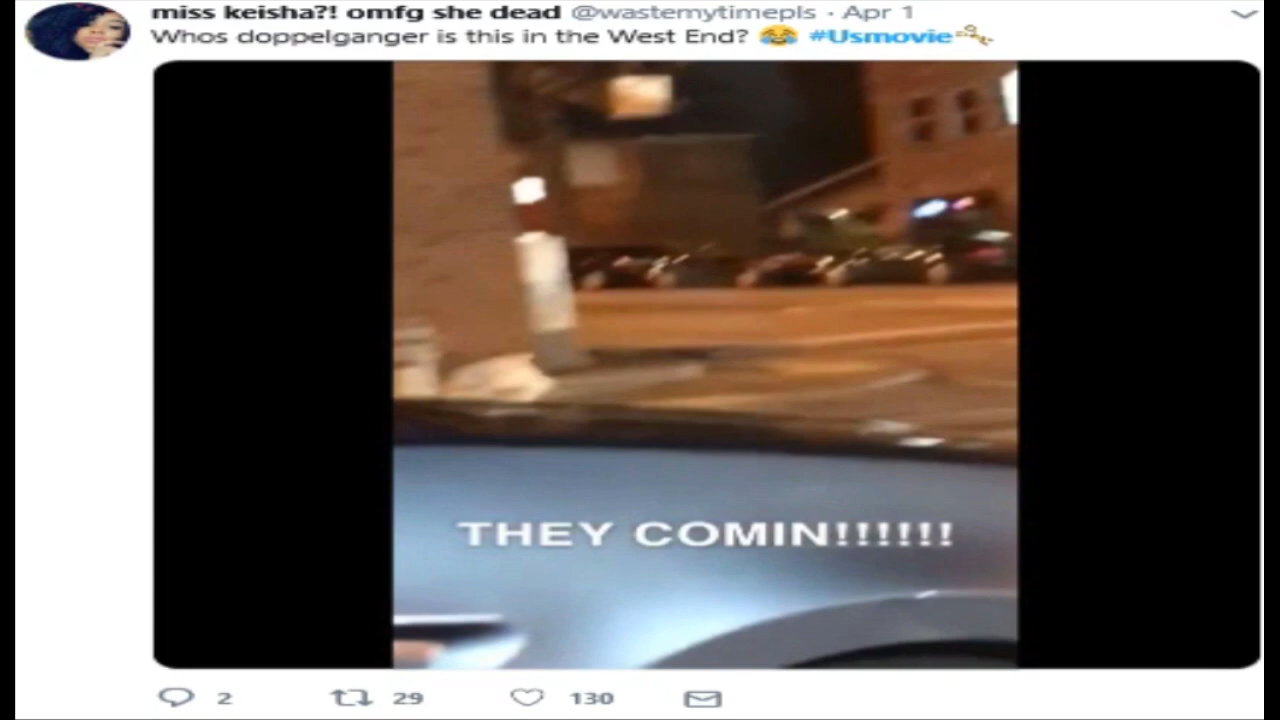 miss keisha?! omfg she dead @wastemytimepls · Apr 1
Whos doppelganger is this in the West End? 😂 #Usmovie
THEY COMIN!!!!!!
2 29 130